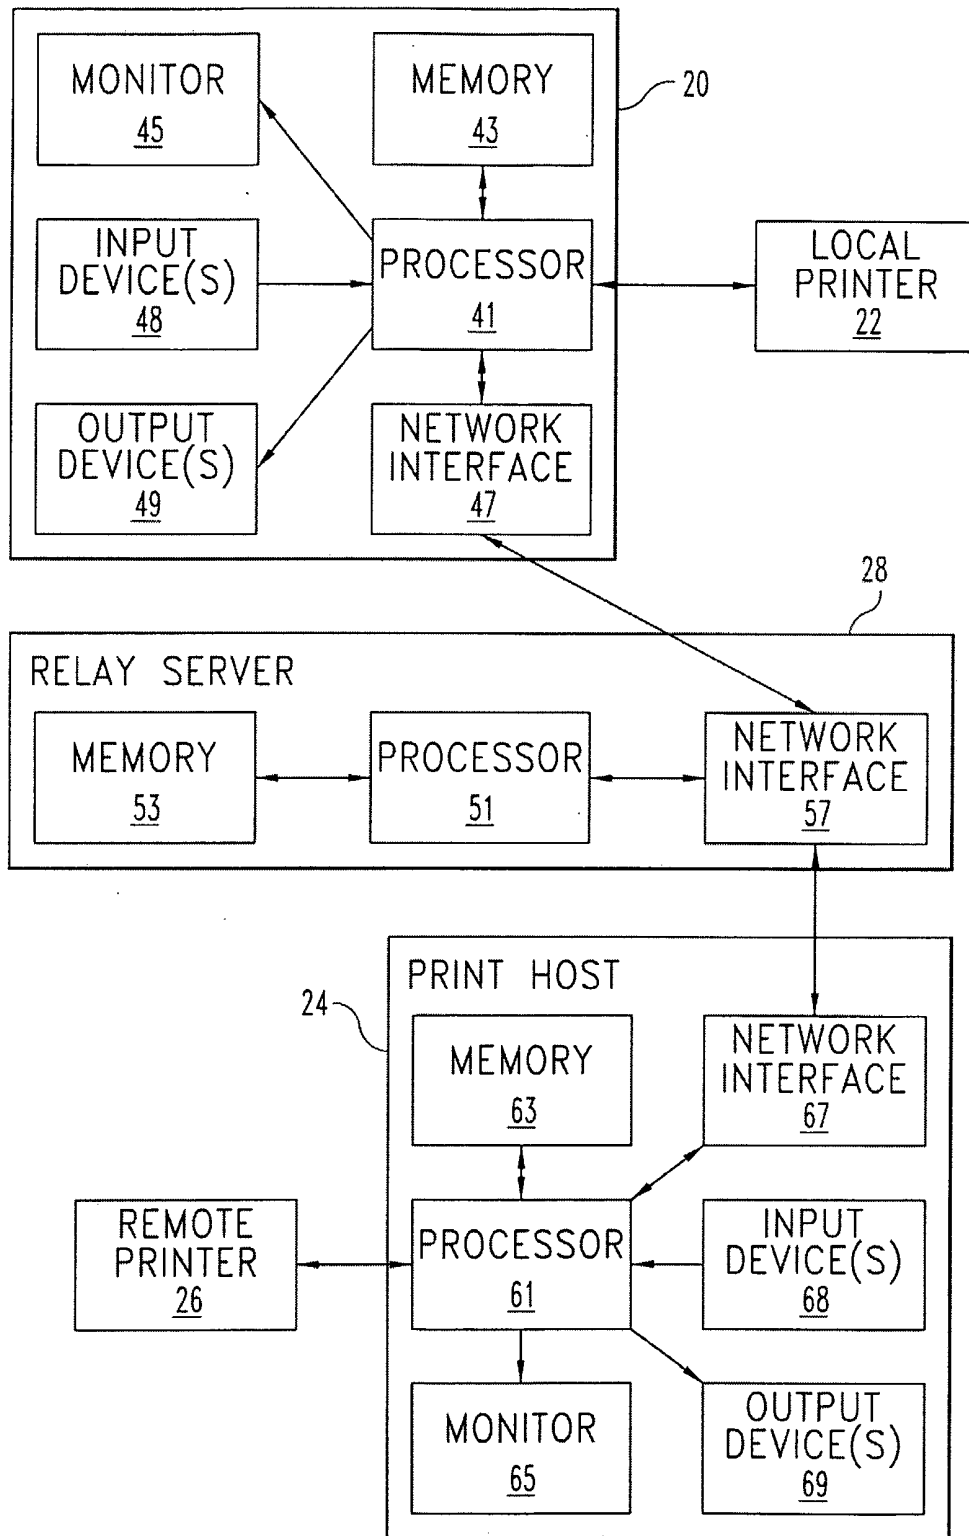 MONITOR
45
MEMORY
43
20
INPUT
DEVICE(S)
48
PROCESSOR
41
LOCAL
PRINTER
22
OUTPUT
DEVICE(S)
49
NETWORK
INTERFACE
47
28
RELAY SERVER
MEMORY
53
PROCESSOR
51
NETWORK
INTERFACE
57
PRINT HOST
24
MEMORY
63
NETWORK
INTERFACE
67
REMOTE
PRINTER
26
PROCESSOR
61
INPUT
DEVICE(S)
68
MONITOR
65
OUTPUT
DEVICE(S)
69